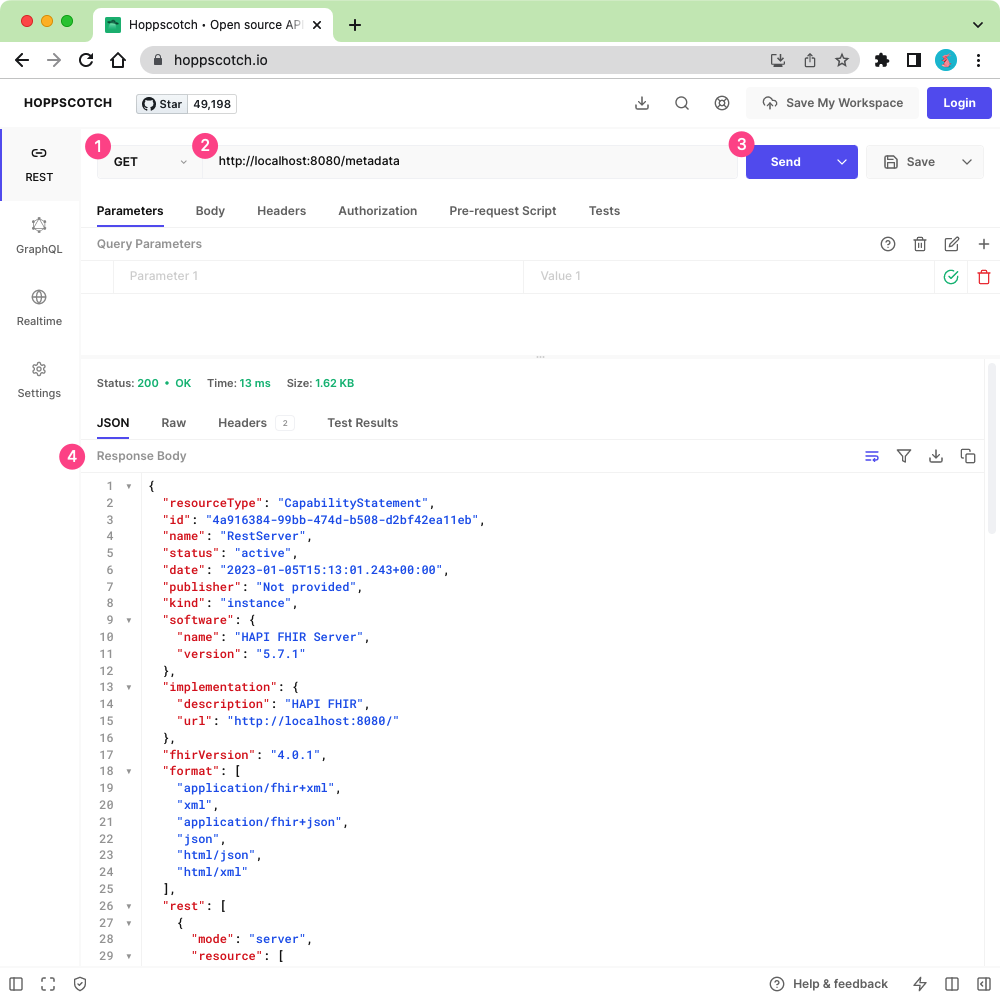 Hoppscotch • Open source API
hoppscotch.io
HOPPSCOTCH
Star 49,198
Save My Workspace
Login
1
2
3
REST
GET
http://localhost:8080/metadata
Send
Save
Parameters Body Headers Authorization Pre-request Script Tests
GraphQL
Query Parameters
Parameter 1 Value 1
Realtime
Settings
Status: 200 • OK Time: 13 ms Size: 1.62 KB
JSON Raw Headers 2 Test Results
4
Response Body
1 {
2 "resourceType": "CapabilityStatement",
3 "id": "4a916384-99bb-474d-b508-d2bf42ea11eb",
4 "name": "RestServer",
5 "status": "active",
6 "date": "2023-01-05T15:13:01.243+00:00",
7 "publisher": "Not provided",
8 "kind": "instance",
9 "software": {
10 "name": "HAPI FHIR Server",
11 "version": "5.7.1"
12 },
13 "implementation": {
14 "description": "HAPI FHIR",
15 "url": "http://localhost:8080/"
16 },
17 "fhirVersion": "4.0.1",
18 "format": [
19 "application/fhir+xml",
20 "xml",
21 "application/fhir+json",
22 "json",
23 "html/json",
24 "html/xml"
25 ],
26 "rest": [
27 {
28 "mode": "server",
29 "resource": [
Help & feedback